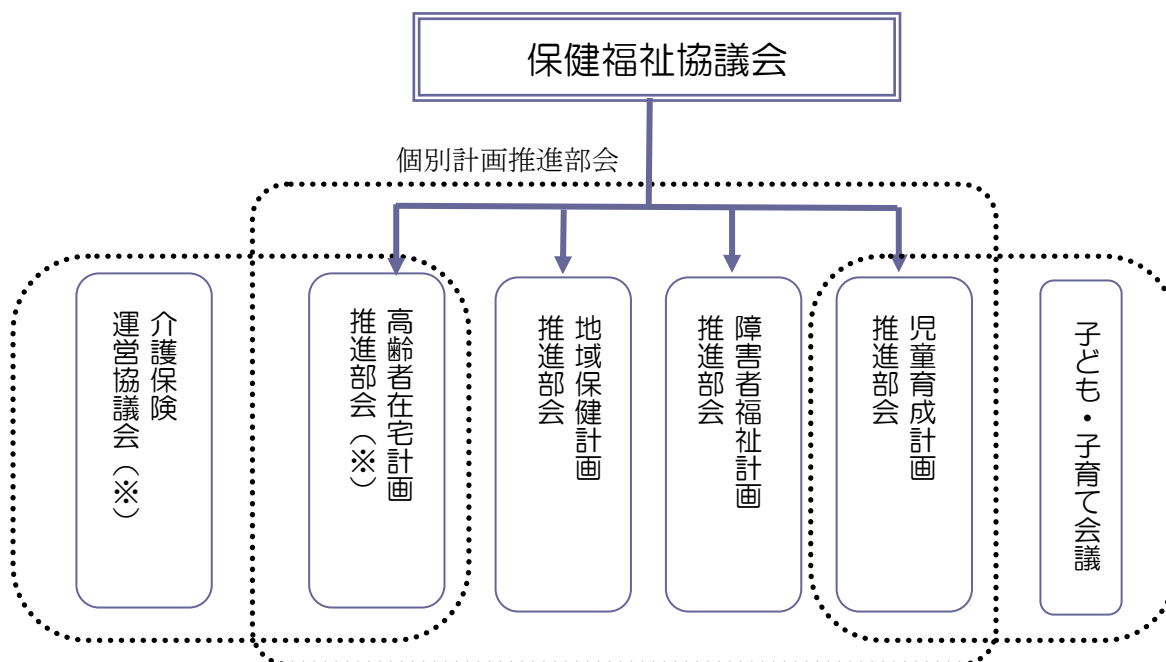 保健福祉協議会
個別計画推進部会
介護保険
運営協議会（※）
高齢者在宅計画
推進部会（※）
地域保健計画
推進部会
障害者福祉計画
推進部会
児童育成計画
推進部会
子ども・子育て会議